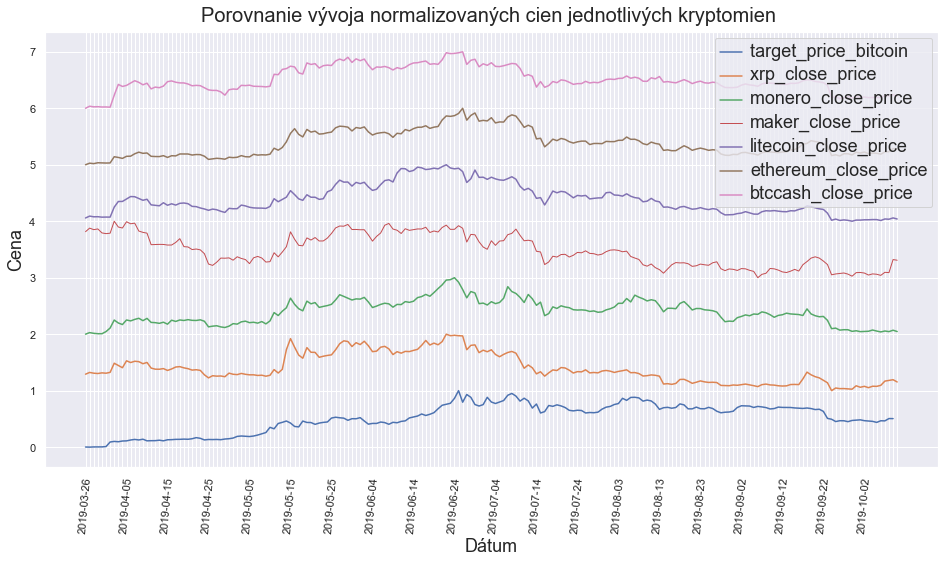 Porovnanie vývoja normalizovaných cien jednotlivých kryptomien
target_price_bitcoin
xrp_close_price
monero_close_price
maker_close_price
litecoin_close_price
ethereum_close_price
btccash_close_price
Cena
7
6
5
4
3
2
1
0
2019-03-26
2019-04-05
2019-04-15
2019-04-25
2019-05-05
2019-05-15
2019-05-25
2019-06-04
2019-06-14
2019-06-24
2019-07-04
2019-07-14
2019-07-24
2019-08-03
2019-08-13
2019-08-23
2019-09-02
2019-09-12
2019-09-22
2019-10-02
Dátum